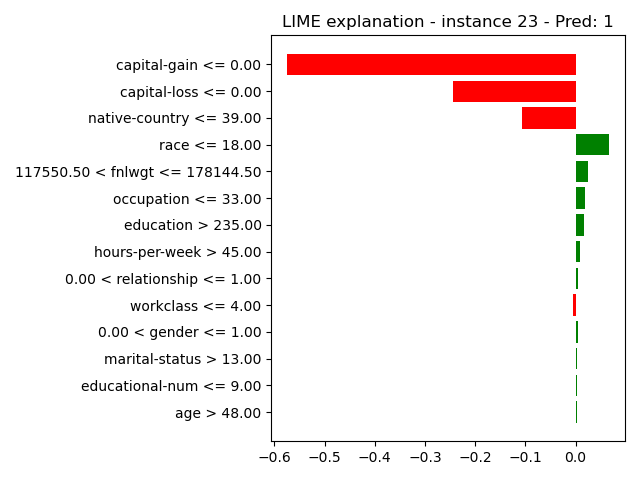 LIME explanation - instance 23 - Pred: 1
capital-gain <= 0.00
capital-loss <= 0.00
native-country <= 39.00
race <= 18.00
117550.50 < fnlwgt <= 178144.50
occupation <= 33.00
education > 235.00
hours-per-week > 45.00
0.00 < relationship <= 1.00
workclass <= 4.00
0.00 < gender <= 1.00
marital-status > 13.00
educational-num <= 9.00
age > 48.00
−0.6 −0.5 −0.4 −0.3 −0.2 −0.1 0.0